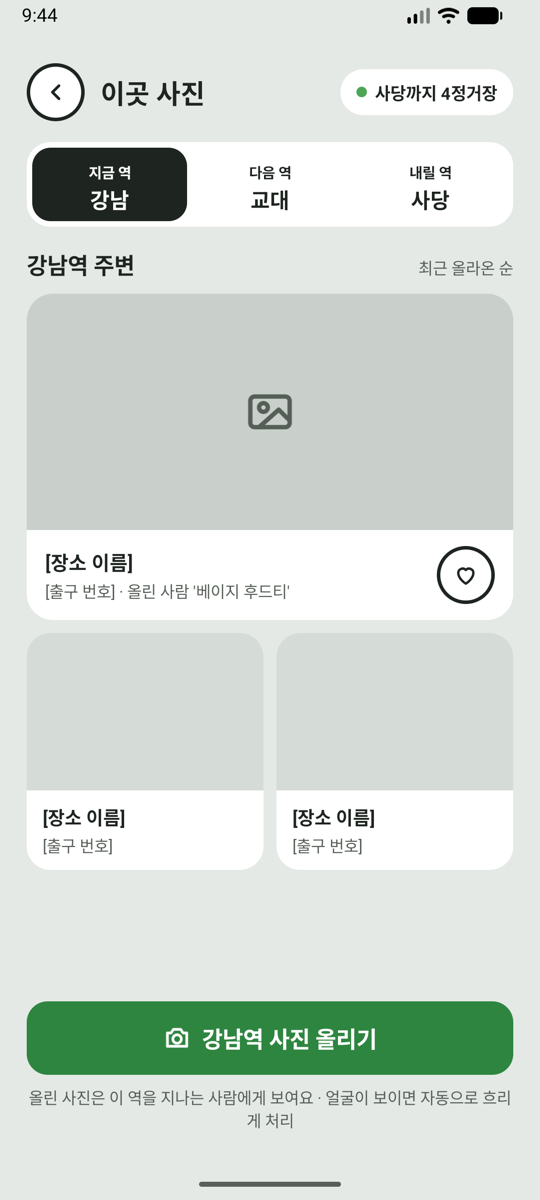 9:44
이곳 사진
사당까지 4정거장
지금 역
강남
다음 역
교대
내릴 역
사당
강남역 주변
최근 올라온 순
[장소 이름]
[출구 번호] · 올린 사람 '베이지 후드티'
[장소 이름]
[출구 번호]
[장소 이름]
[출구 번호]
강남역 사진 올리기
올린 사진은 이 역을 지나는 사람에게 보여요 · 얼굴이 보이면 자동으로 흐리
게 처리